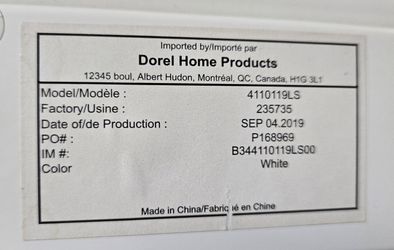 Imported by/Importé par
Dorel Home Products
12345 boul, Albert Hudon, Montréal, QC, Canada, H1G 3L1
Model/Modèle : 4110119LS
Factory/Usine : 235735
Date of/de Production : SEP 04.2019
PO# : P168969
IM #: B344110119LS00
Color White
Made in China/Fabriqué en Chine